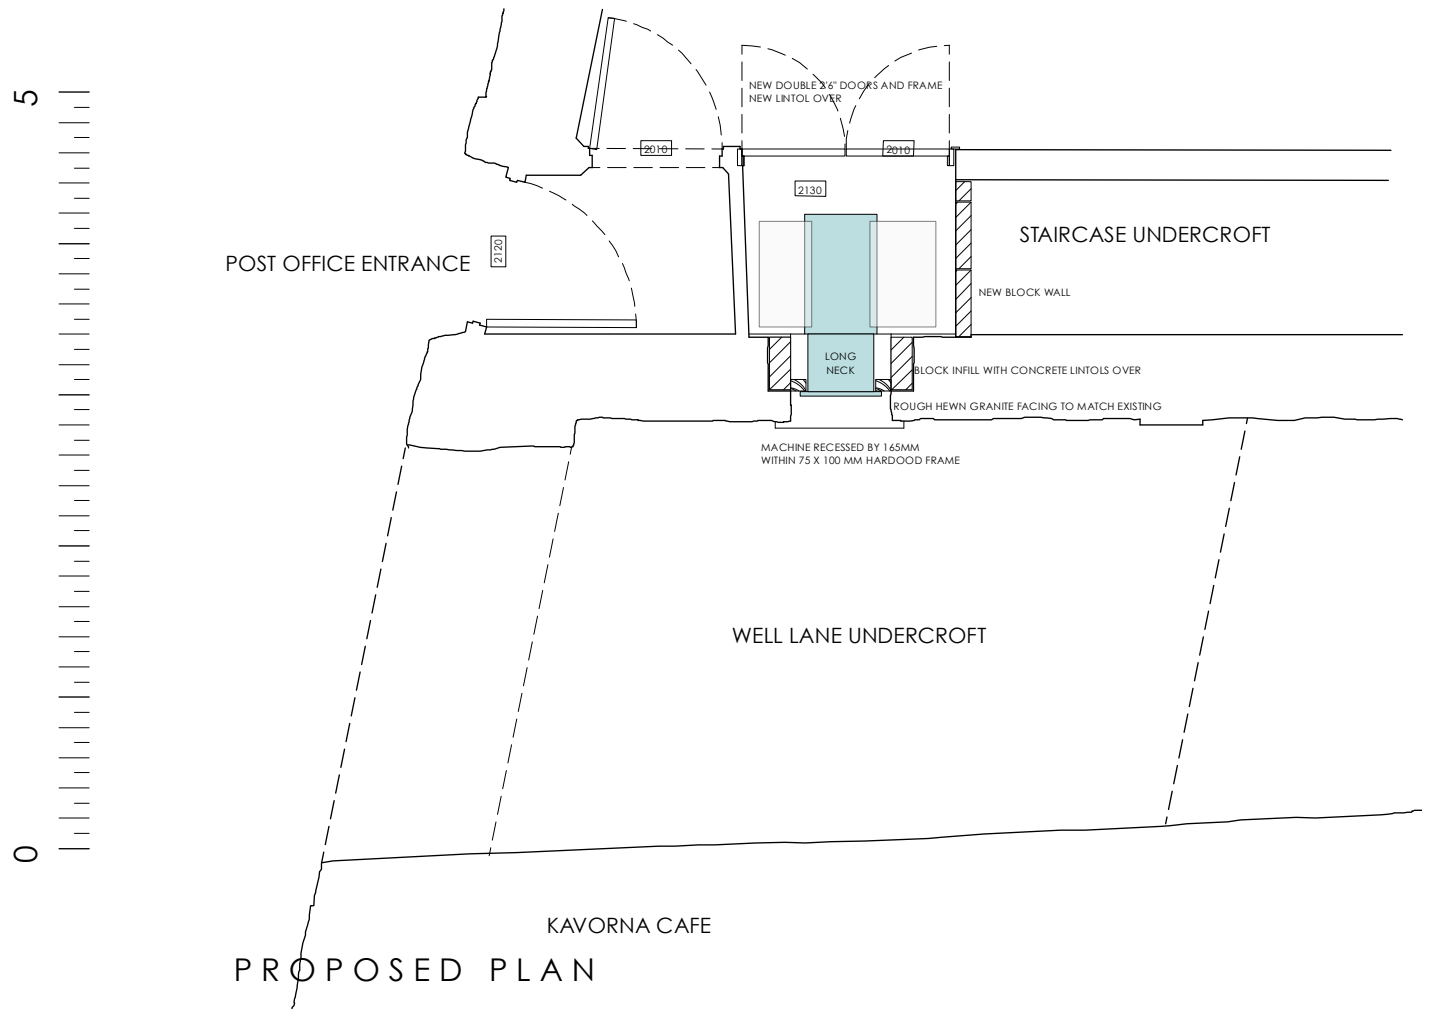 5
NEW DOUBLE 2'6" DOORS AND FRAME
NEW LINTOL OVER
2010
2010
2130
STAIRCASE UNDERCROFT
2120
POST OFFICE ENTRANCE
NEW BLOCK WALL
LONG
NECK
BLOCK INFILL WITH CONCRETE LINTOLS OVER
ROUGH HEWN GRANITE FACING TO MATCH EXISTING
MACHINE RECESSED BY 165MM
WITHIN 75 X 100 MM HARDOOD FRAME
WELL LANE UNDERCROFT
0
KAVORNA CAFE
PROPOSED PLAN